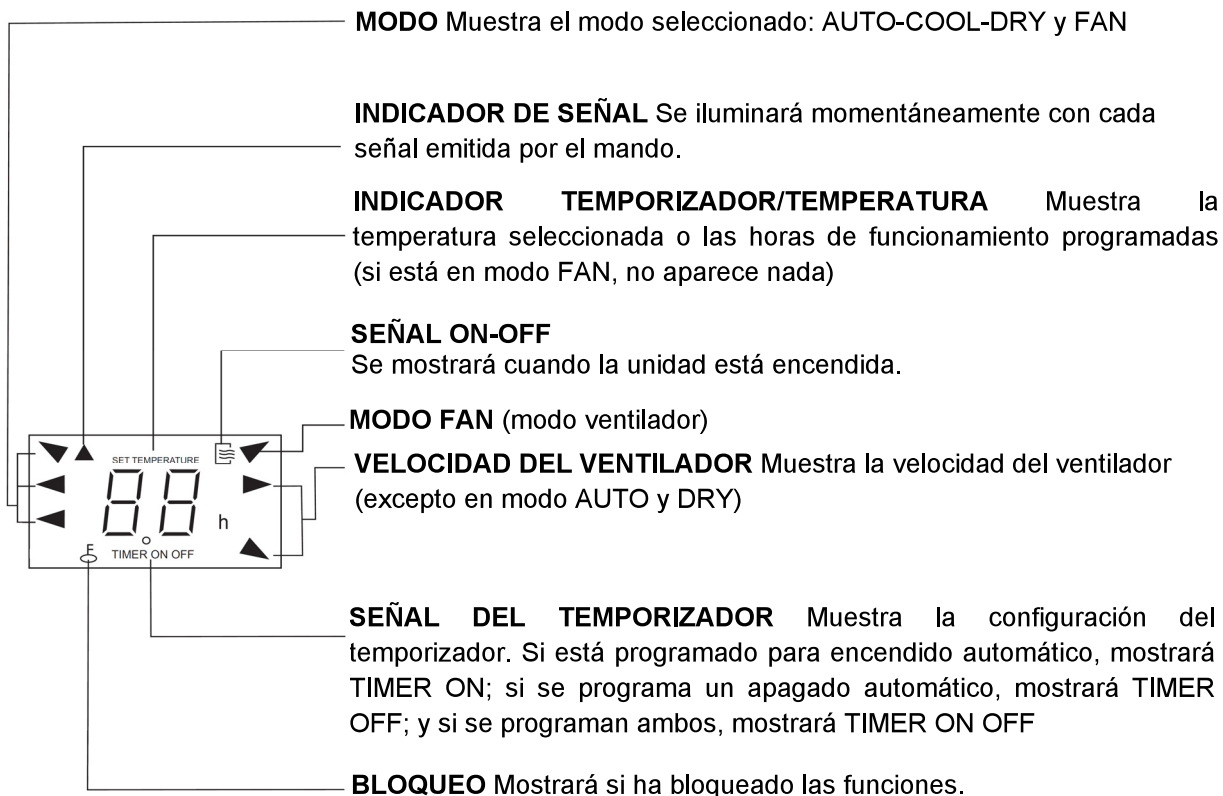 MODO Muestra el modo seleccionado: AUTO-COOL-DRY y FAN
INDICADOR DE SEÑAL Se iluminará momentáneamente con cada
señal emitida por el mando.
INDICADOR TEMPORIZADOR/TEMPERATURA Muestra la
temperatura seleccionada o las horas de funcionamiento programadas
(si está en modo FAN, no aparece nada)
SEÑAL ON-OFF
Se mostrará cuando la unidad está encendida.
MODO FAN (modo ventilador)
VELOCIDAD DEL VENTILADOR Muestra la velocidad del ventilador
(excepto en modo AUTO y DRY)
SET TEMPERATURE
88
h
TIMER ON OFF
SEÑAL DEL TEMPORIZADOR Muestra la configuración del
temporizador. Si está programado para encendido automático, mostrará
TIMER ON; si se programa un apagado automático, mostrará TIMER
OFF; y si se programan ambos, mostrará TIMER ON OFF
BLOQUEO Mostrará si ha bloqueado las funciones.